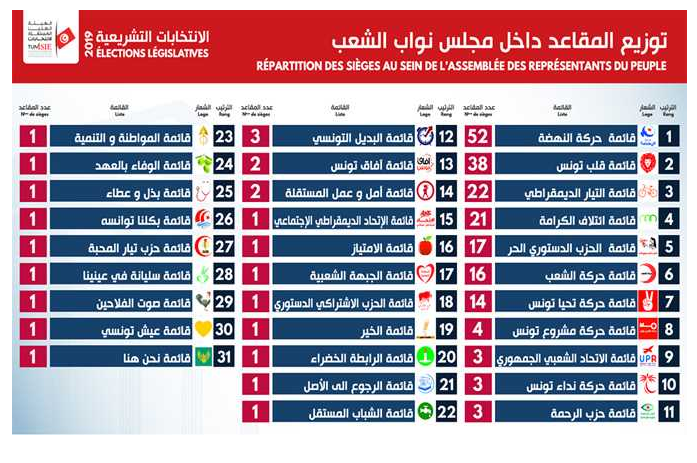 توزيع المقاعد داخل مجلس نواب الشعب
RÉPARTITION DES SIÈGES AU SEIN DE L'ASSEMBLÉE DES REPRÉSENTANTS DU PEUPLE
الانتخابات التشريعية
ÉLECTIONS LÉGISLATIVES
2019
الهيئة العليا المستقلة للانتخابات
TUNISIE
الترتيب الشعار القائمة عدد المقاعد
Rang Logo Liste Nbre de sièges
1 قائمة حركة النهضة 52
2 قائمة قلب تونس 38
3 قائمة التيار الديمقراطي 22
4 قائمة ائتلاف الكرامة 21
5 قائمة الحزب الدستوري الحر 17
6 قائمة حركة الشعب 16
7 قائمة حركة تحيا تونس 14
8 قائمة حركة مشروع تونس 4
9 UPR قائمة الاتحاد الشعبي الجمهوري 3
10 قائمة حركة نداء تونس 3
11 قائمة حزب الرحمة 3
الترتيب الشعار القائمة عدد المقاعد
Rang Logo Liste Nbre de sièges
12 قائمة البديل التونسي 3
13 آفاق قائمة آفاق تونس 2
14 قائمة أمل و عمل المستقلة 2
15 قائمة الإتحاد الديمقراطي الإجتماعي 1
16 قائمة الامتياز 1
17 قائمة الجبهة الشعبية 1
18 قائمة الحزب الاشتراكي الدستوري 1
19 قائمة الخير 1
20 قائمة الرابطة الخضراء 1
21 قائمة الرجوع الى الأصل 1
22 قائمة الشباب المستقل 1
الترتيب الشعار القائمة عدد المقاعد
Rang Logo Liste Nbre de sièges
23 قائمة المواطنة و التنمية 1
24 قائمة الوفاء بالعهد 1
25 قائمة بذل و عطاء 1
26 قائمة بكلنا توانسه 1
27 قائمة حزب تيار المحبة 1
28 قائمة سليانة في عينينا 1
29 قائمة صوت الفلاحين 1
30 قائمة عيش تونسي 1
31 قائمة نحن هنا 1